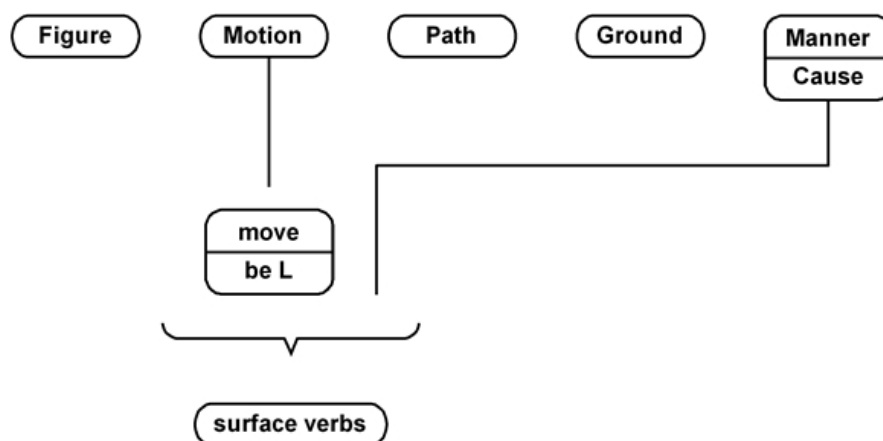 Figure
Motion
Path
Ground
Manner
Cause
move
be L
surface verbs